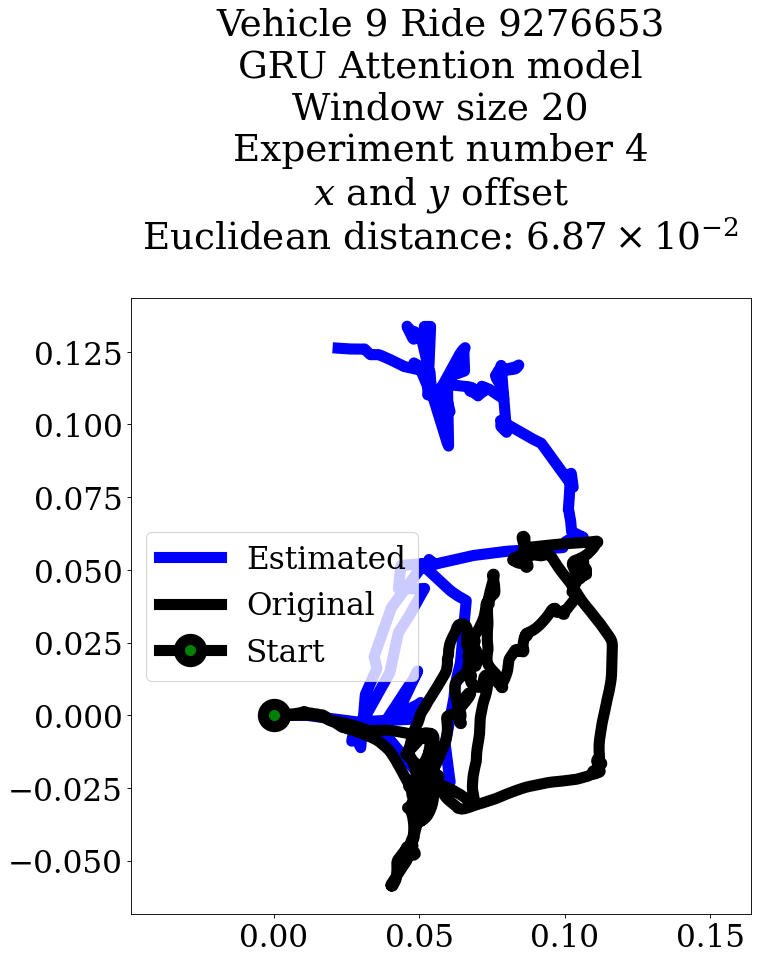 Vehicle 9 Ride 9276653
GRU Attention model
Window size 20
Experiment number 4
x and y offset
Euclidean distance: 6.87 × 10⁻²
0.125
0.100
0.075
0.050
0.025
0.000
−0.025
−0.050
Estimated
Original
Start
0.00 0.05 0.10 0.15